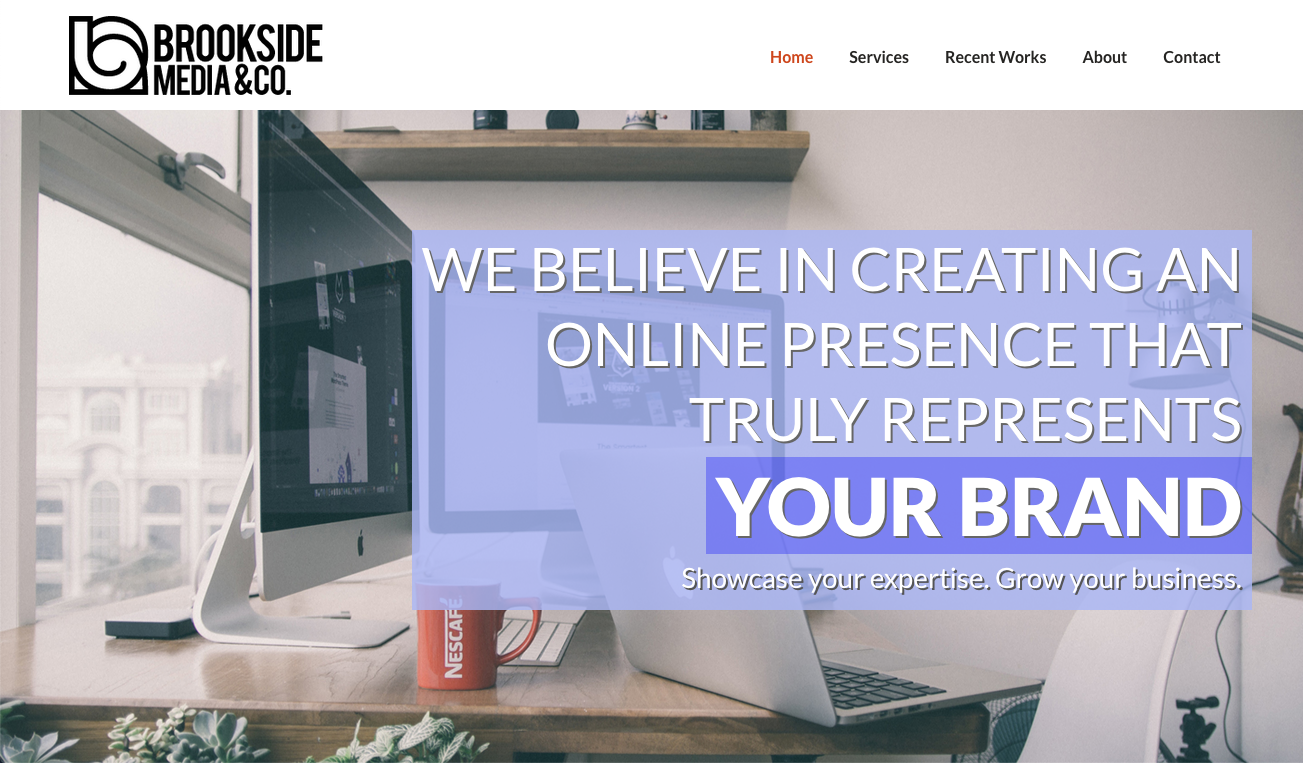 BROOKSIDE
MEDIA & CO.
Home Services Recent Works About Contact
WE BELIEVE IN CREATING AN
ONLINE PRESENCE THAT
TRULY REPRESENTS
YOUR BRAND
Showcase your expertise. Grow your business.
NESCAFÉ